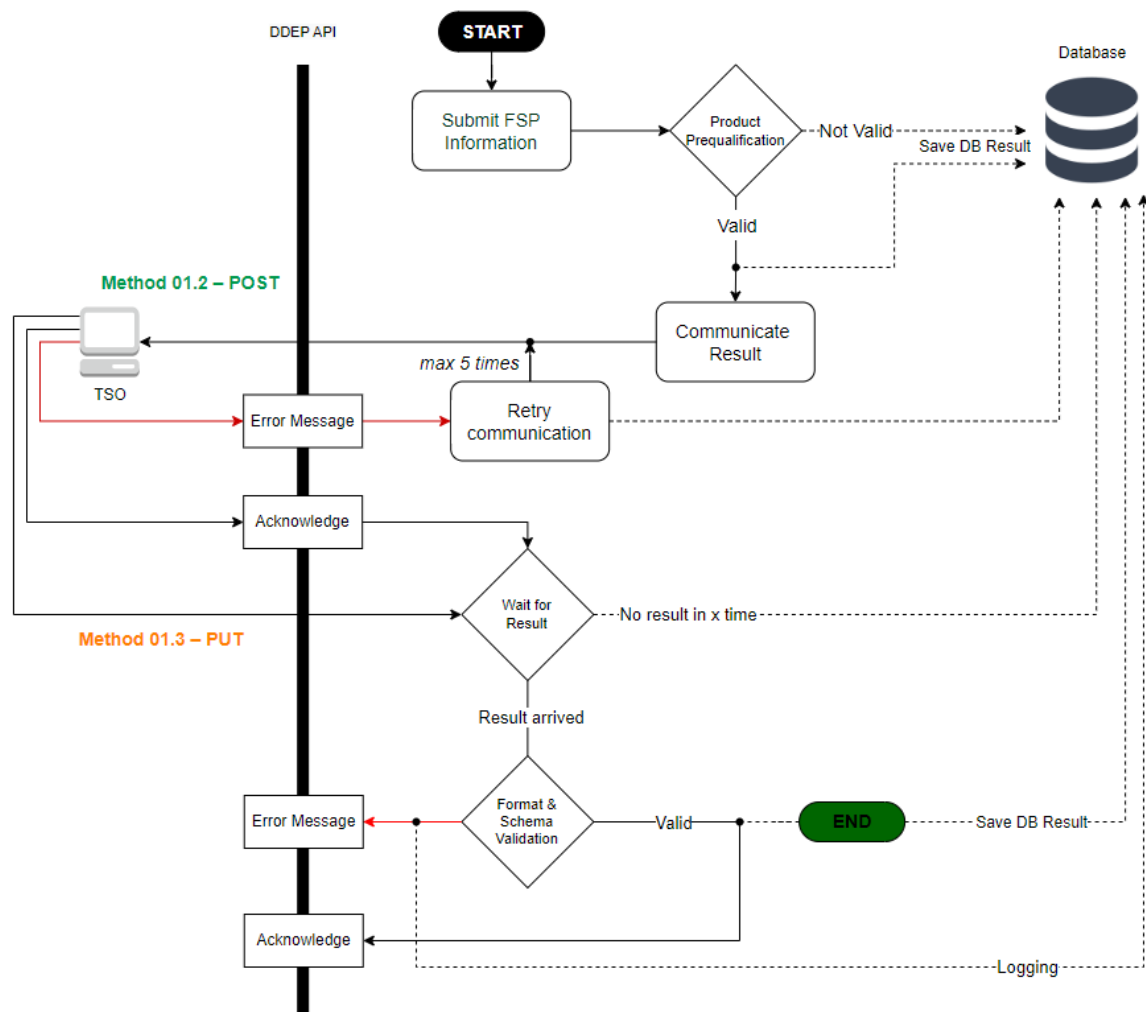 DDEP API
START
Database
Submit FSP
Information
Product
Prequalification
Not Valid
Save DB Result
Valid
Method 01.2 – POST
Communicate
Result
max 5 times
TSO
Error Message
Retry
communication
Acknowledge
Wait for
Result
No result in x time
Method 01.3 – PUT
Result arrived
Error Message
Format &
Schema
Validation
Valid
END
Save DB Result
Acknowledge
Logging